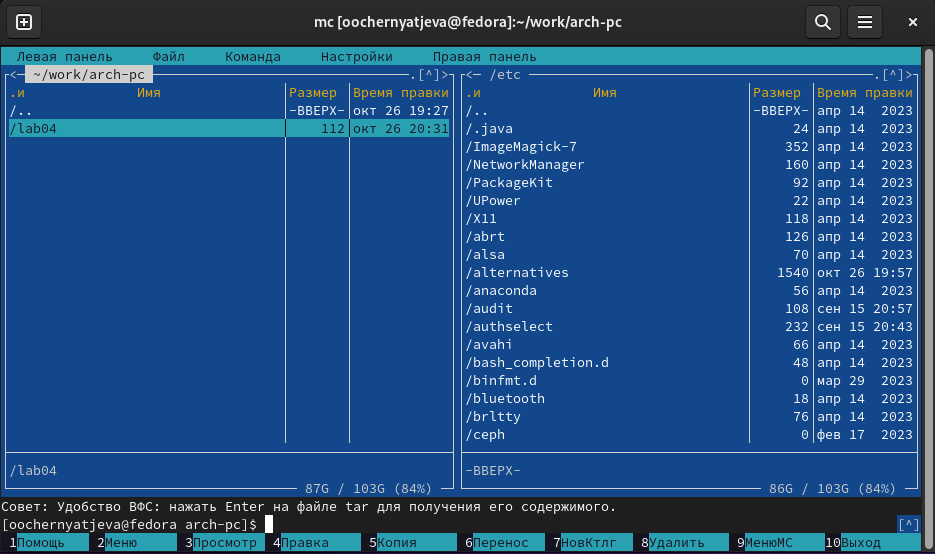 mc [oochernyatjeva@fedora]:~/work/arch-pc
Левая панель Файл Команда Настройки Правая панель
<─ ~/work/arch-pc .[^]> <─ /etc .[^]>
.и Имя Размер Время правки .и Имя Размер Время правки
/.. -ВВЕРХ- окт 26 19:27 /.. -ВВЕРХ- апр 14 2023
/lab04 112 окт 26 20:31 /.java 24 апр 14 2023
/ImageMagick-7 352 апр 14 2023
/NetworkManager 160 апр 14 2023
/PackageKit 92 апр 14 2023
/UPower 22 апр 14 2023
/X11 118 апр 14 2023
/abrt 126 апр 14 2023
/alsa 70 апр 14 2023
/alternatives 1540 окт 26 19:57
/anaconda 56 апр 14 2023
/audit 108 сен 15 20:57
/authselect 232 сен 15 20:43
/avahi 66 апр 14 2023
/bash_completion.d 48 апр 14 2023
/binfmt.d 0 мар 29 2023
/bluetooth 18 апр 14 2023
/brltty 76 апр 14 2023
/ceph 0 фев 17 2023
/lab04 -ВВЕРХ-
87G / 103G (84%) 86G / 103G (84%)
Совет: Удобство ВФС: нажать Enter на файле tar для получения его содержимого.
[oochernyatjeva@fedora arch-pc]$ [^]
1Помощь 2Меню 3Просмотр 4Правка 5Копия 6Перенос 7НовКтлг 8Удалить 9МенюMC 10Выход